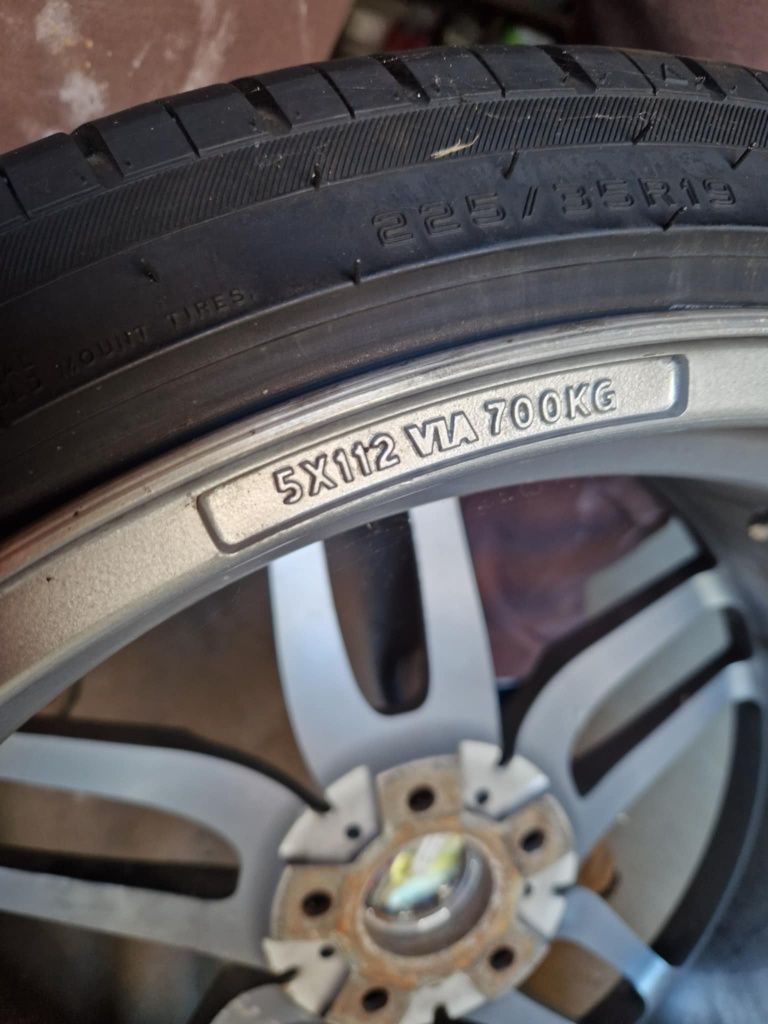 225/35R19
MOUNT TIRES
5X112 VIA 700KG